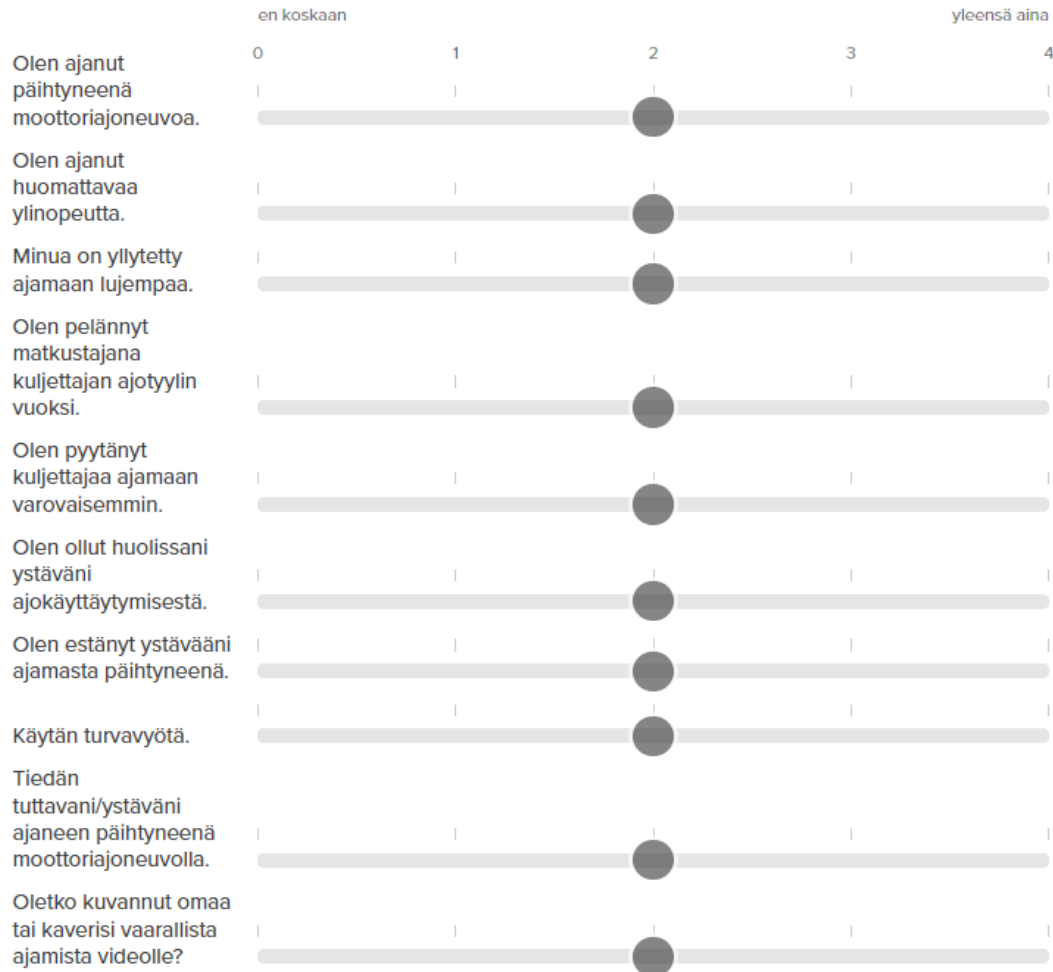 en koskaan yleensä aina
0 1 2 3 4
Olen ajanut
päihtyneenä
moottoriajoneuvoa.
Olen ajanut
huomattavaa
ylinopeutta.
Minua on yllytetty
ajamaan lujempaa.
Olen pelännyt
matkustajana
kuljettajan ajotyylin
vuoksi.
Olen pyytänyt
kuljettajaa ajamaan
varovaisemmin.
Olen ollut huolissani
ystäväni
ajokäyttäytymisestä.
Olen estänyt ystävääni
ajamasta päihtyneenä.
Käytän turvavyötä.
Tiedän
tuttavani/ystäväni
ajaneen päihtyneenä
moottoriajoneuvolla.
Oletko kuvannut omaa
tai kaverisi vaarallista
ajamista videolle?